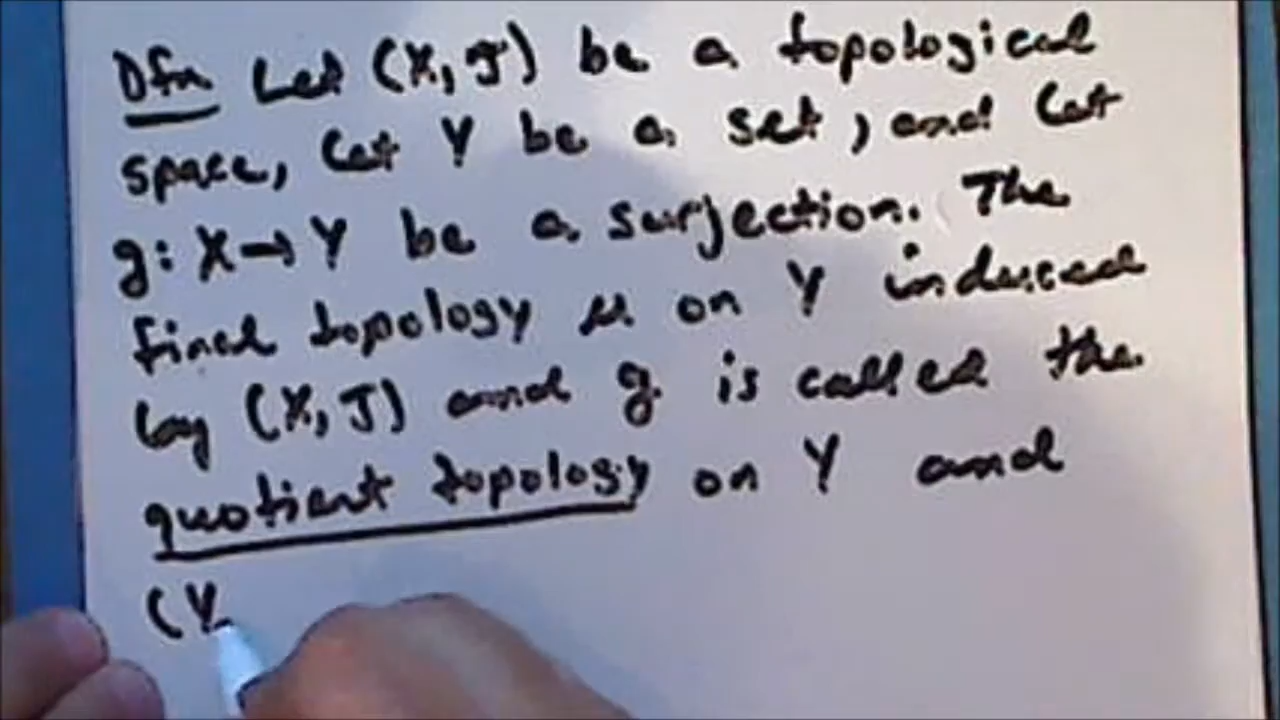 Dfn Let (X, J) be a topological
space, let Y be a set, and let
g: X → Y be a surjection. The
final topology μ on Y induced
by (X, J) and g is called the
quotient topology on Y and
(Y